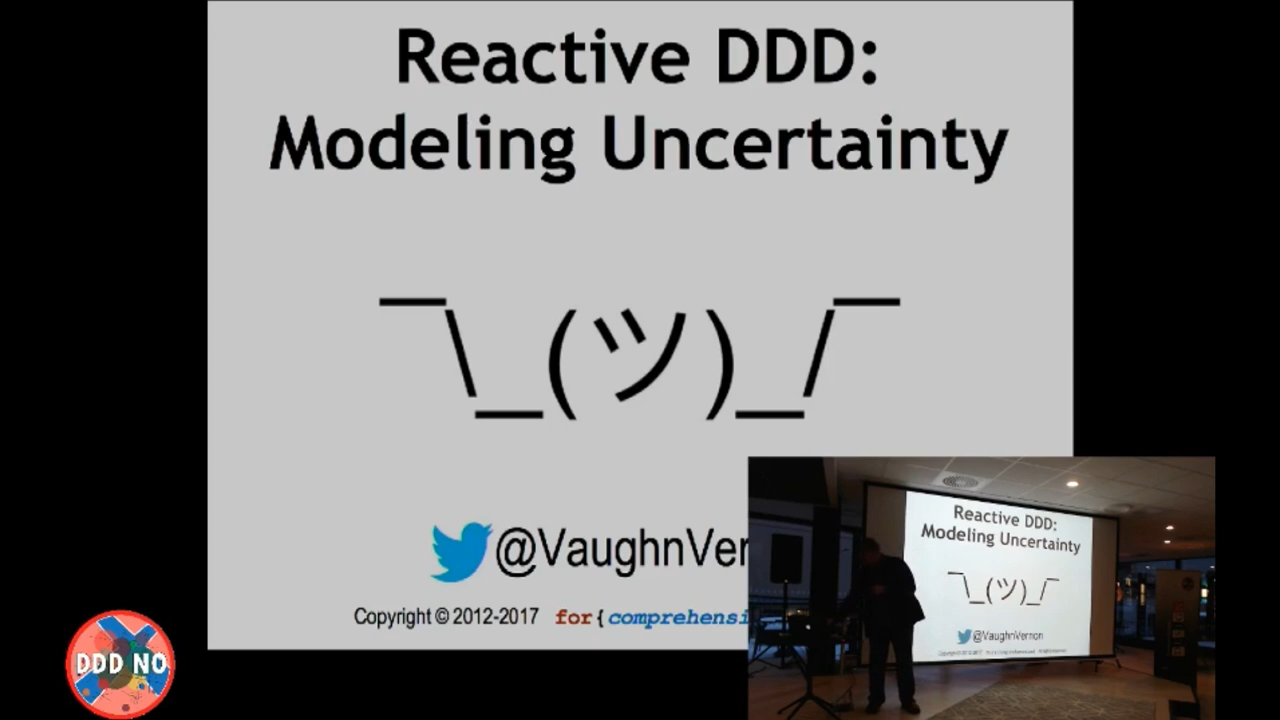 Reactive DDD:
Modeling Uncertainty
¯\_(ツ)_/¯
@VaughnVer
Copyright © 2012-2017 for{comprehensi
DDD NO
Reactive DDD:
Modeling Uncertainty
¯\_(ツ)_/¯
@VaughnVernon